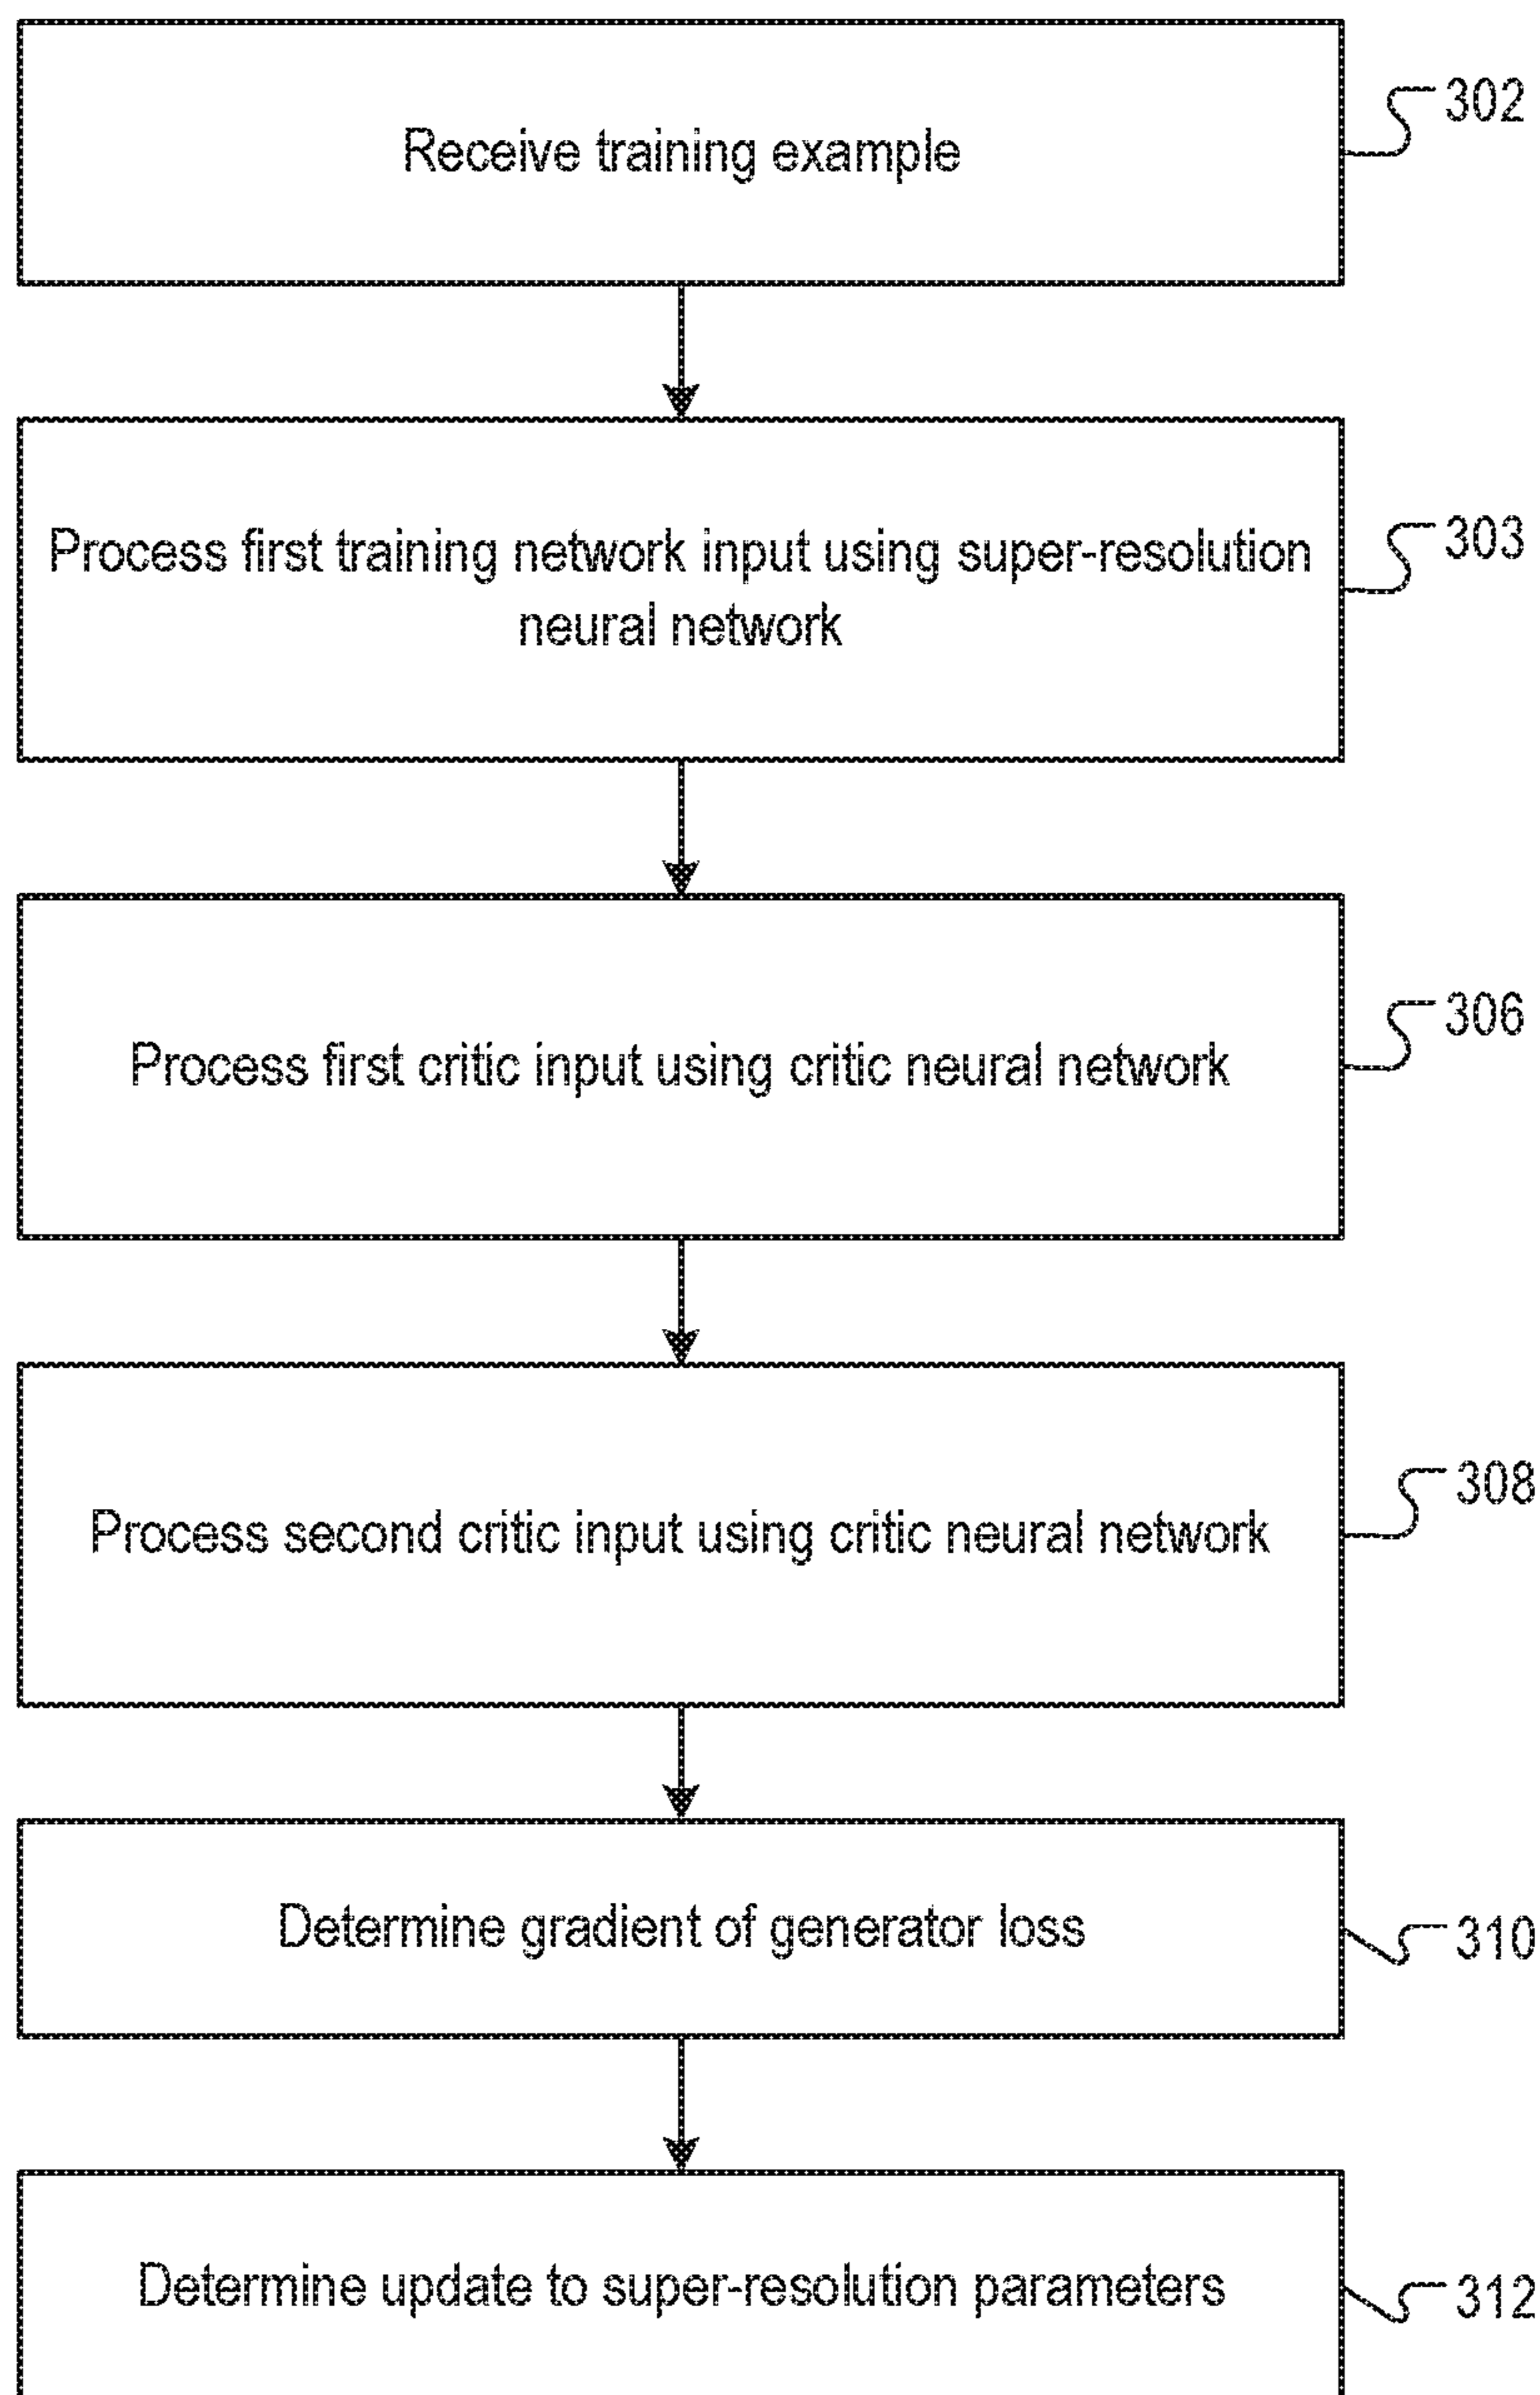 Receive training example
302
Process first training network input using super-resolution
neural network
303
Process first critic input using critic neural network
306
Process second critic input using critic neural network
308
Determine gradient of generator loss
310
Determine update to super-resolution parameters
312